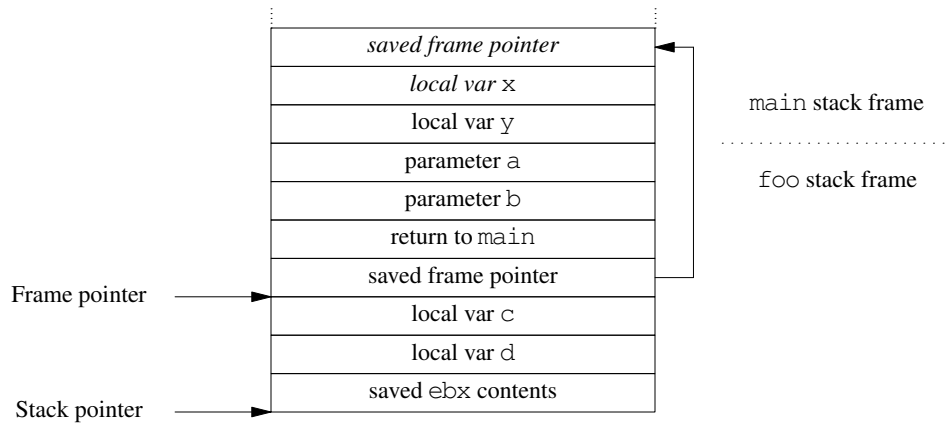 saved frame pointer
local var x
local var y
parameter a
parameter b
return to main
saved frame pointer
local var c
local var d
saved ebx contents
Frame pointer
Stack pointer
main stack frame
foo stack frame